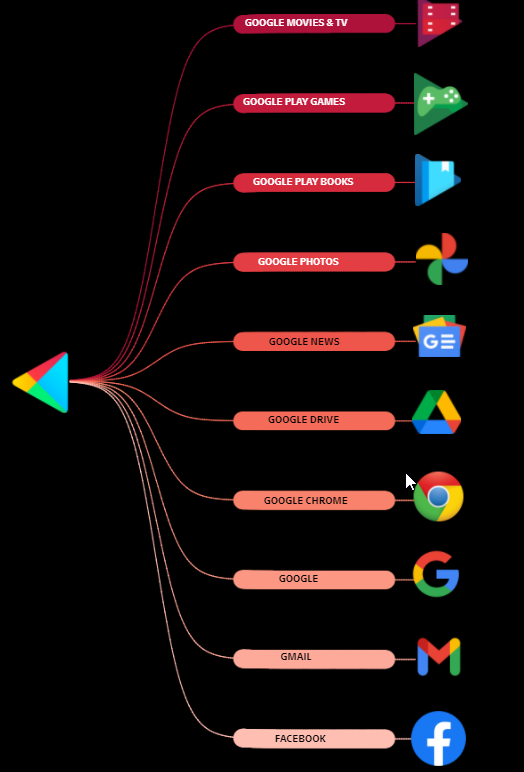 GOOGLE MOVIES & TV
GOOGLE PLAY GAMES
GOOGLE PLAY BOOKS
GOOGLE PHOTOS
GOOGLE NEWS
GE
GOOGLE DRIVE
GOOGLE CHROME
GOOGLE
G
GMAIL
M
FACEBOOK
f